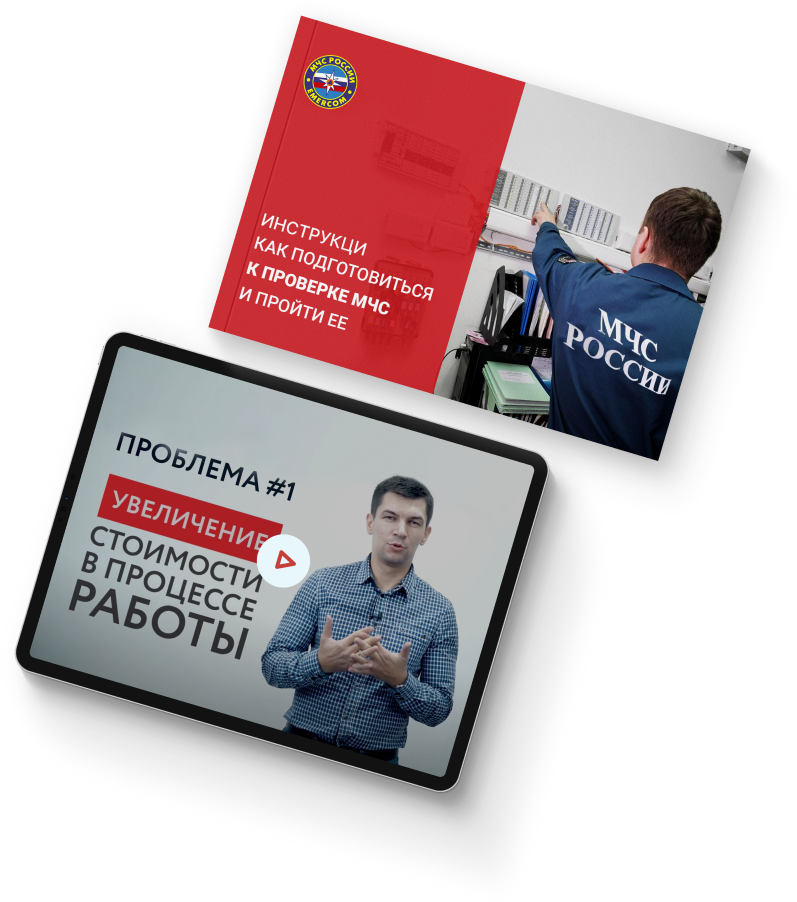 МЧС РОССИИ
EMERCOM
ИНСТРУКЦИ
КАК ПОДГОТОВИТЬСЯ
К ПРОВЕРКЕ МЧС
И ПРОЙТИ ЕЕ
МЧС
РОССИИ
ПРОБЛЕМА #1
УВЕЛИЧЕНИЕ
СТОИМОСТИ
В ПРОЦЕССЕ
РАБОТЫ